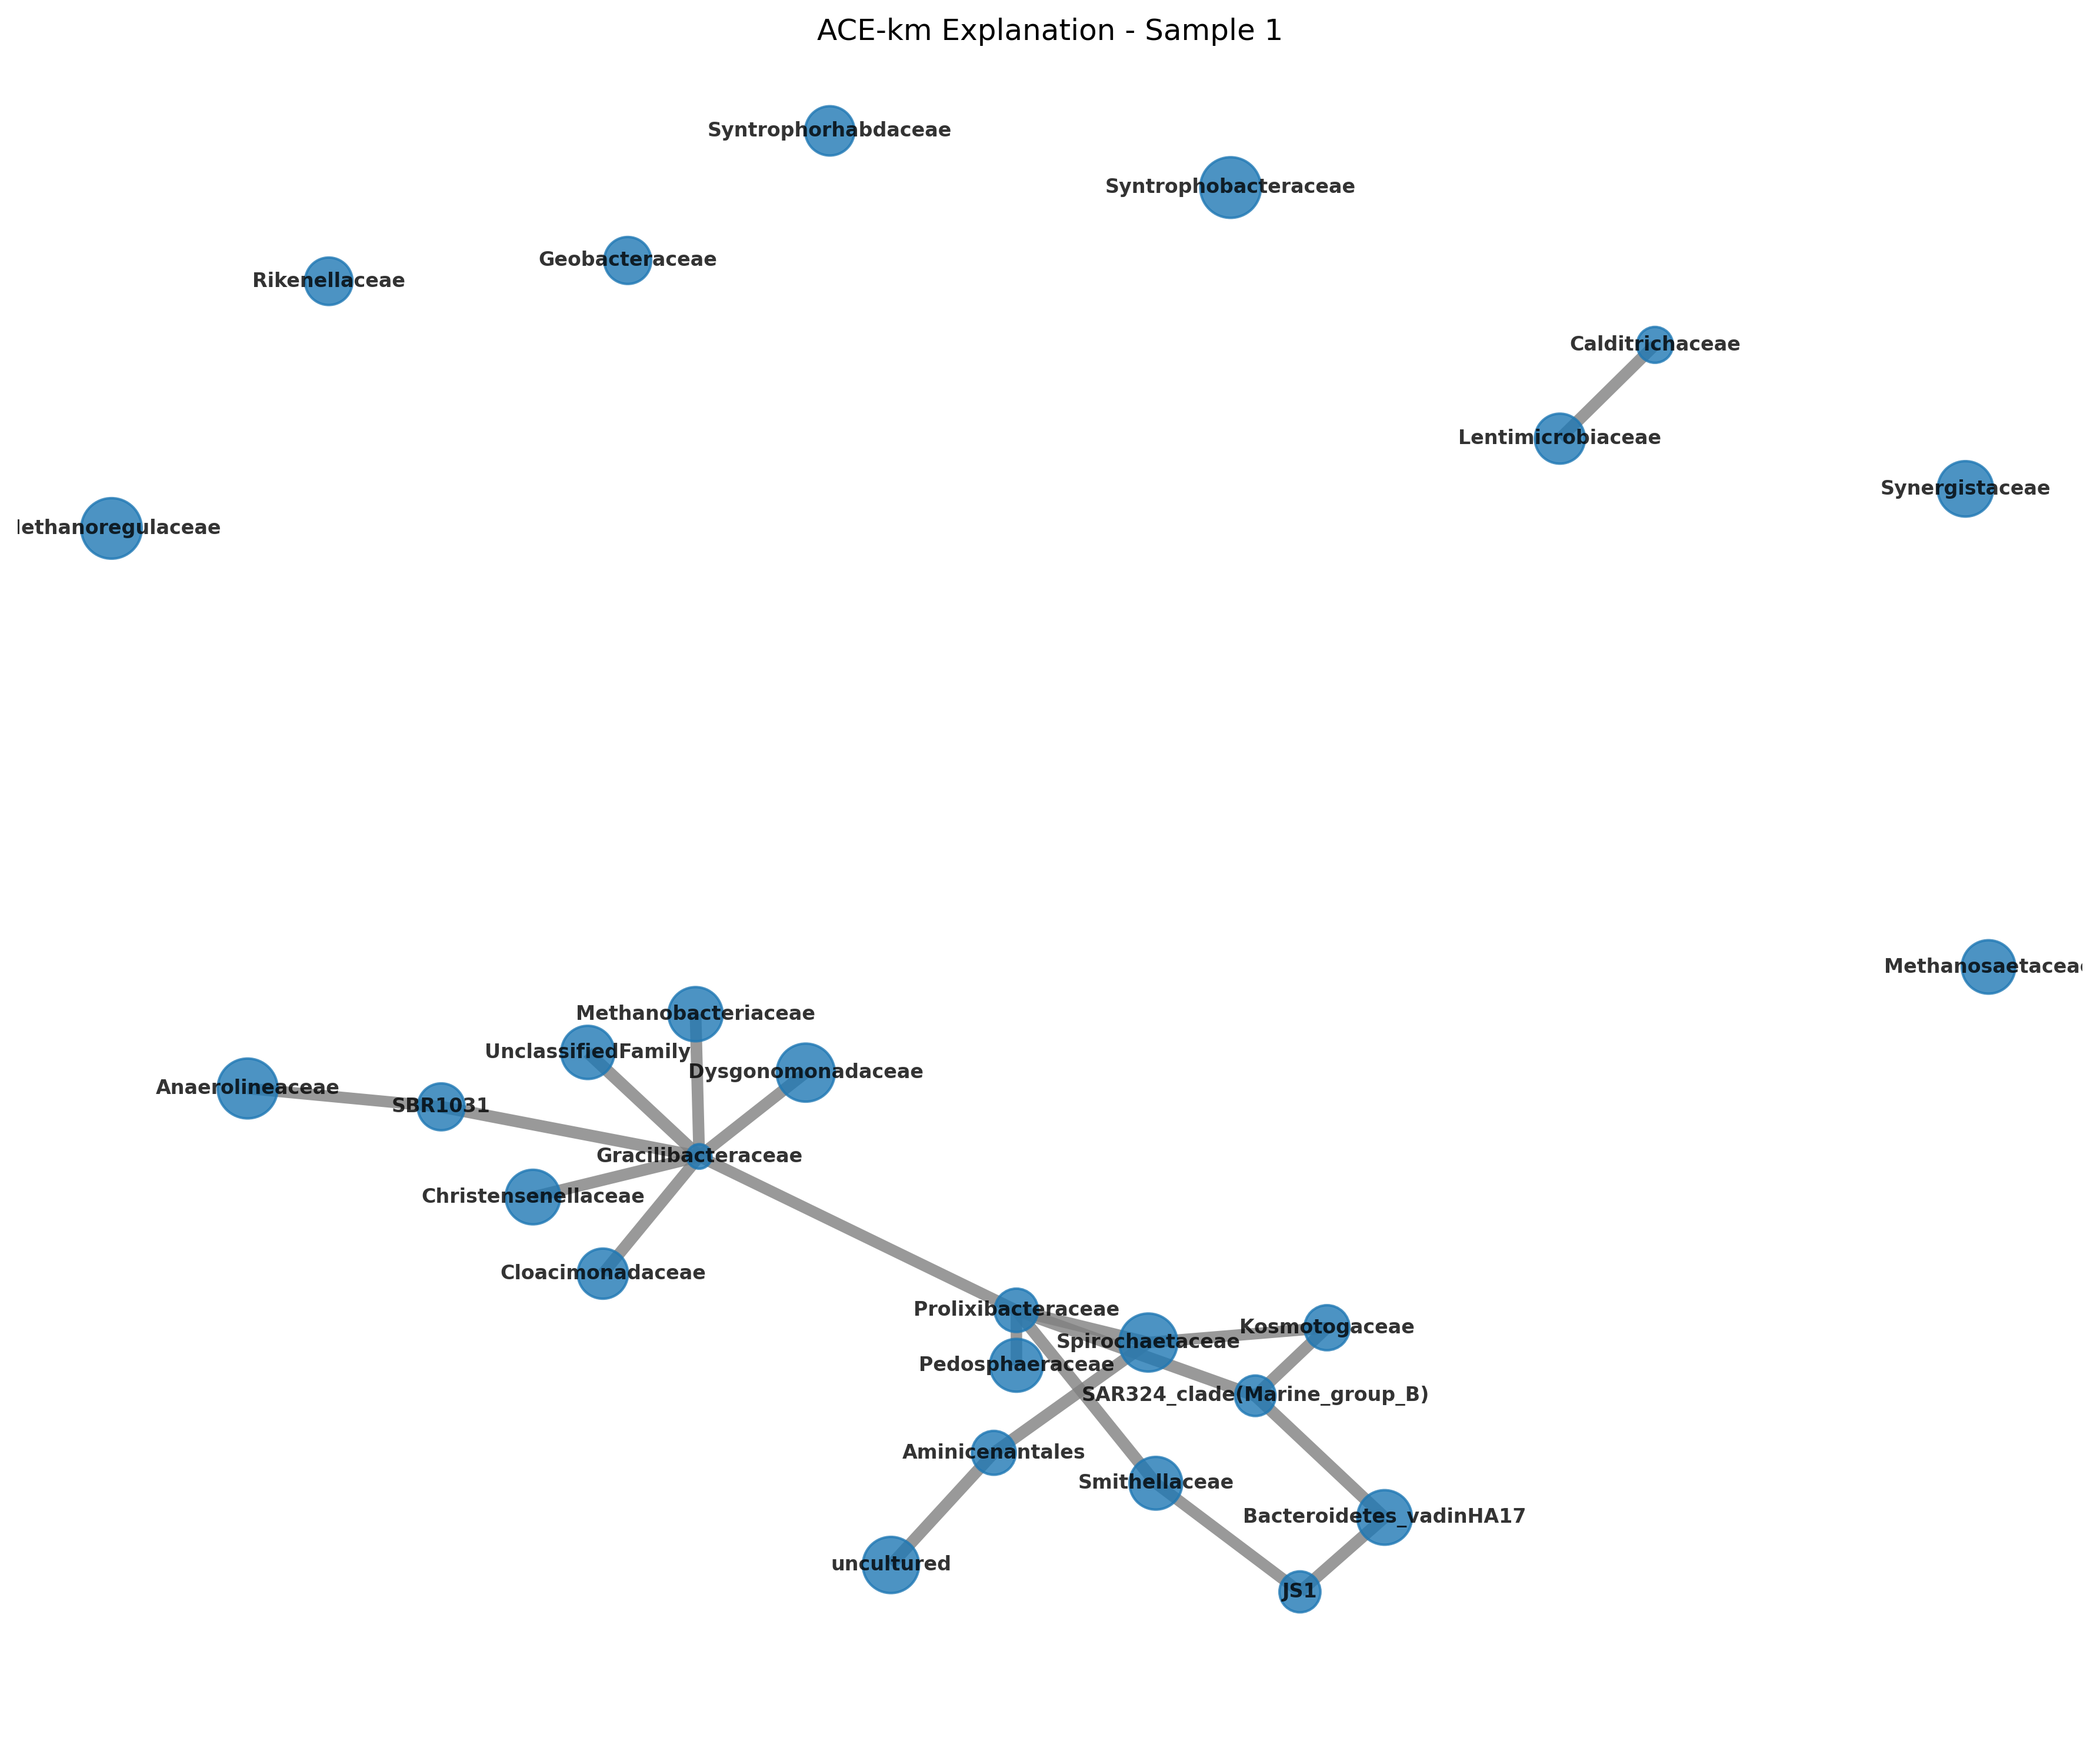 ACE-km Explanation - Sample 1
Syntrophorhabdaceae
Syntrophobacteraceae
Geobacteraceae
Rikenellaceae
Calditrichaceae
Lentimicrobiaceae
Synergistaceae
lethanoregulaceae
Methanosaetaceae
Methanobacteriaceae
UnclassifiedFamily
Dysgonomonadaceae
Anaerolineaceae
SBR1031
Gracilibacteraceae
Christensenellaceae
Cloacimonadaceae
Prolixibacteraceae
Kosmotogaceae
Spirochaetaceae
Pedosphaeraceae
SAR324_clade(Marine_group_B)
Aminicenantales
Smithellaceae
Bacteroidetes_vadinHA17
uncultured
JS1